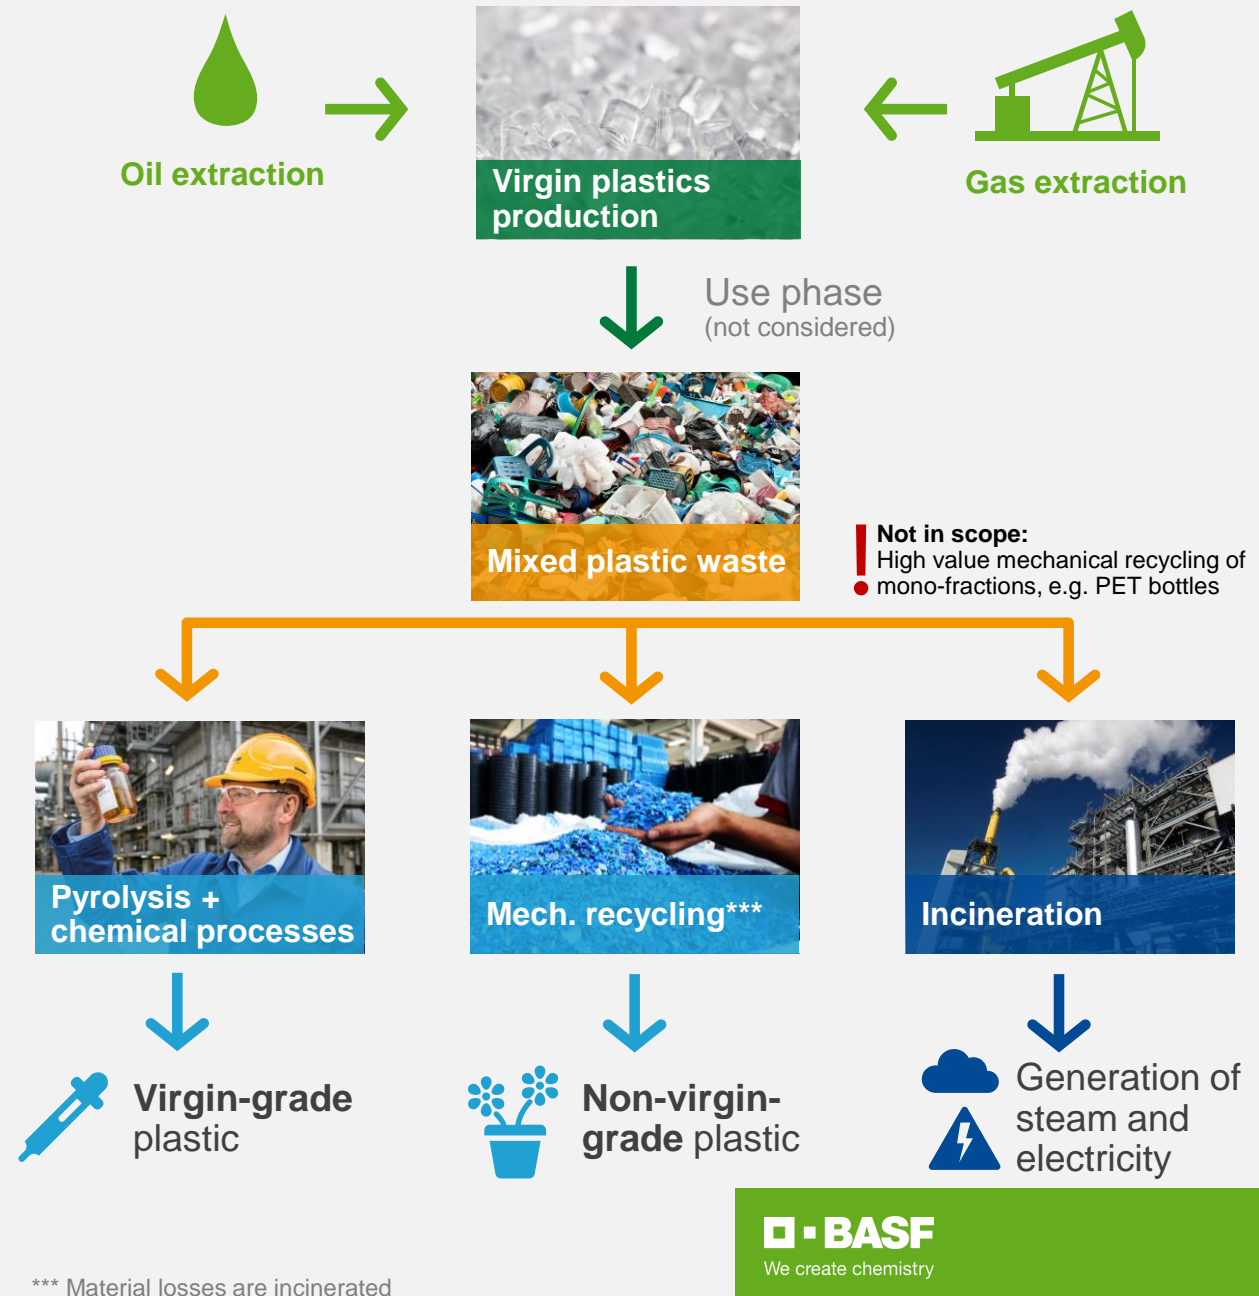 Oil extraction
Virgin plastics
production
Gas extraction
Use phase
(not considered)
Mixed plastic waste
Not in scope:
High value mechanical recycling of
mono-fractions, e.g. PET bottles
Pyrolysis +
chemical processes
Mech. recycling***
Incineration
Virgin-grade
plastic
Non-virgin-
grade plastic
Generation of
steam and
electricity
BASF
We create chemistry
*** Material losses are incinerated